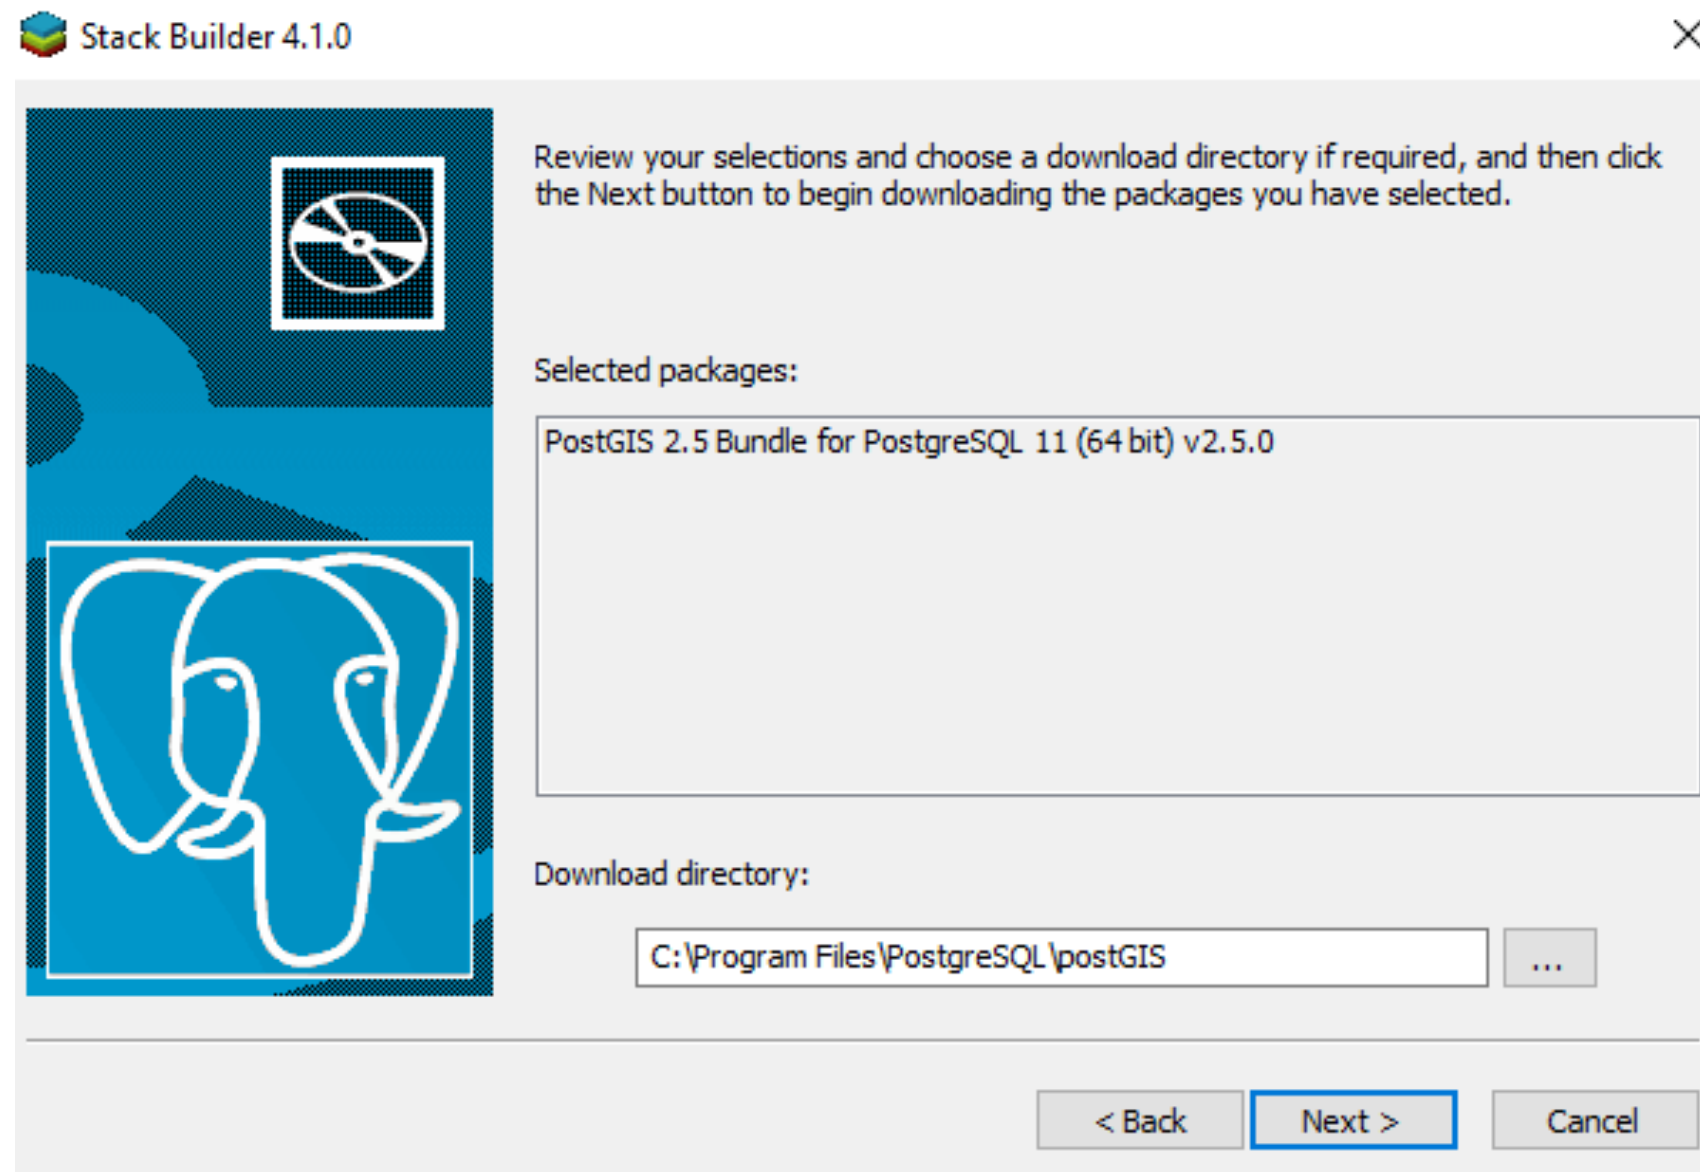 Stack Builder 4.1.0
Review your selections and choose a download directory if required, and then click
the Next button to begin downloading the packages you have selected.
Selected packages:
PostGIS 2.5 Bundle for PostgreSQL 11 (64 bit) v2.5.0
Download directory:
C:\Program Files\PostgreSQL\postGIS
...
< Back
Next >
Cancel